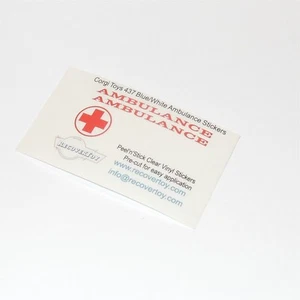 Corgi Toys 437 Blue/White Ambulance Stickers
AMBULANCE
AMBULANCE
RECOVERTOY
Peel'n'Stick Clear Vinyl Stickers
Pre-cut for easy application
www.recovertoy.com
info@recovertoy.com